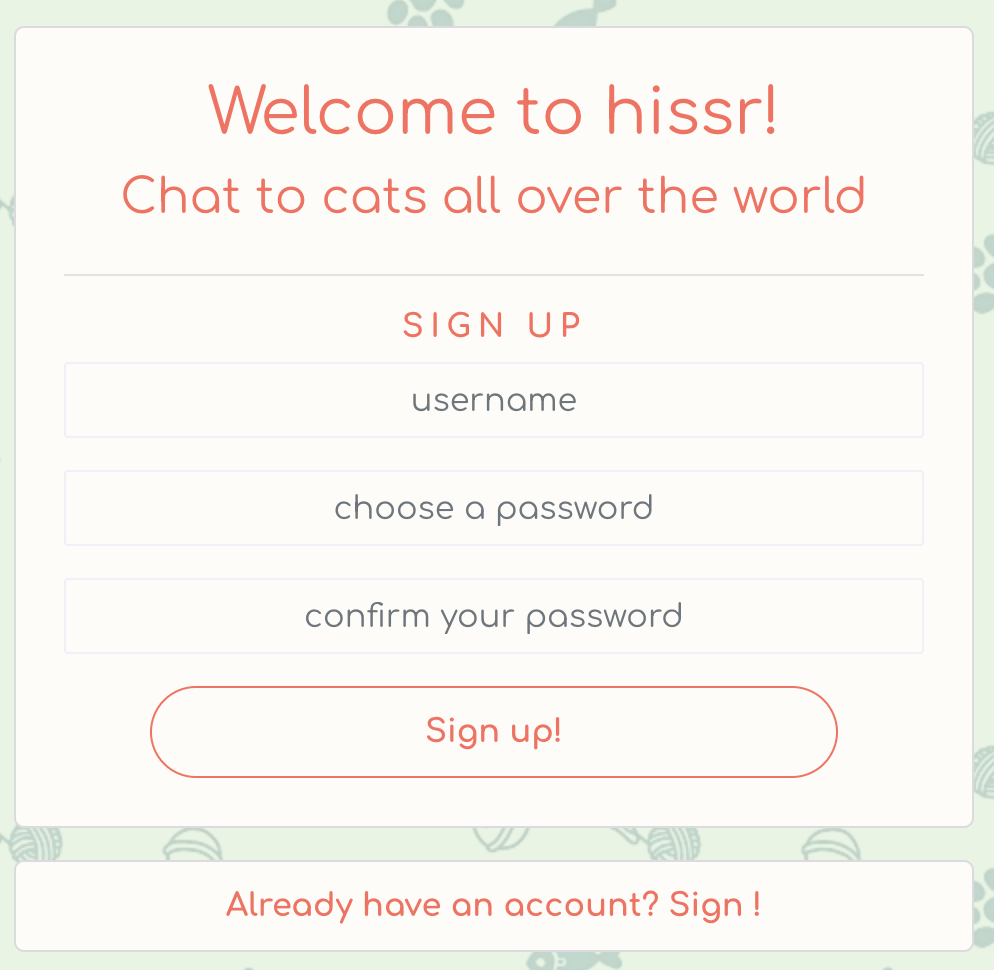 Welcome to hissr!
Chat to cats all over the world
SIGN UP
username
choose a password
confirm your password
Sign up!
Already have an account? Sign !